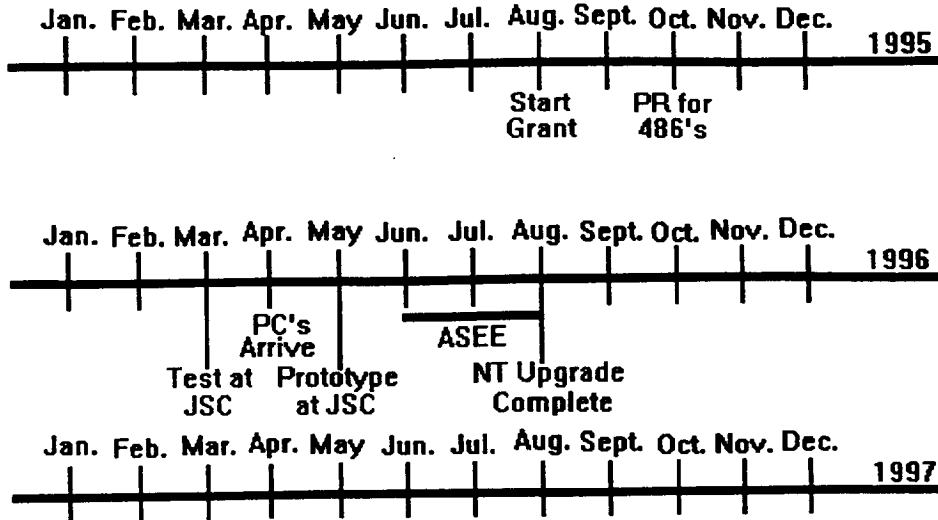 Jan. Feb. Mar. Apr. May Jun. Jul. Aug. Sept. Oct. Nov. Dec.
1995
Start Grant
PR for 486's
Jan. Feb. Mar. Apr. May Jun. Jul. Aug. Sept. Oct. Nov. Dec.
1996
PC's
Arrive
ASEE
Test at
JSC
Prototype
at JSC
NT Upgrade
Complete
Jan. Feb. Mar. Apr. May Jun. Jul. Aug. Sept. Oct. Nov. Dec.
1997